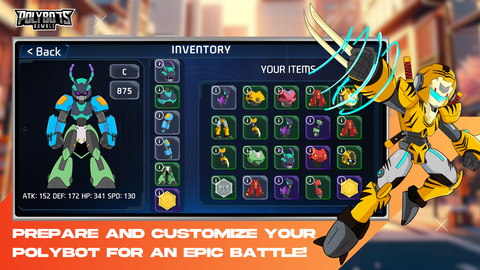 POLYBOTS
RUMBLE
< Back
INVENTORY
YOUR ITEMS
C
875
ATK: 152 DEF: 172 HP: 341 SPD: 130
PREPARE AND CUSTOMIZE YOUR
POLYBOT FOR AN EPIC BATTLE!